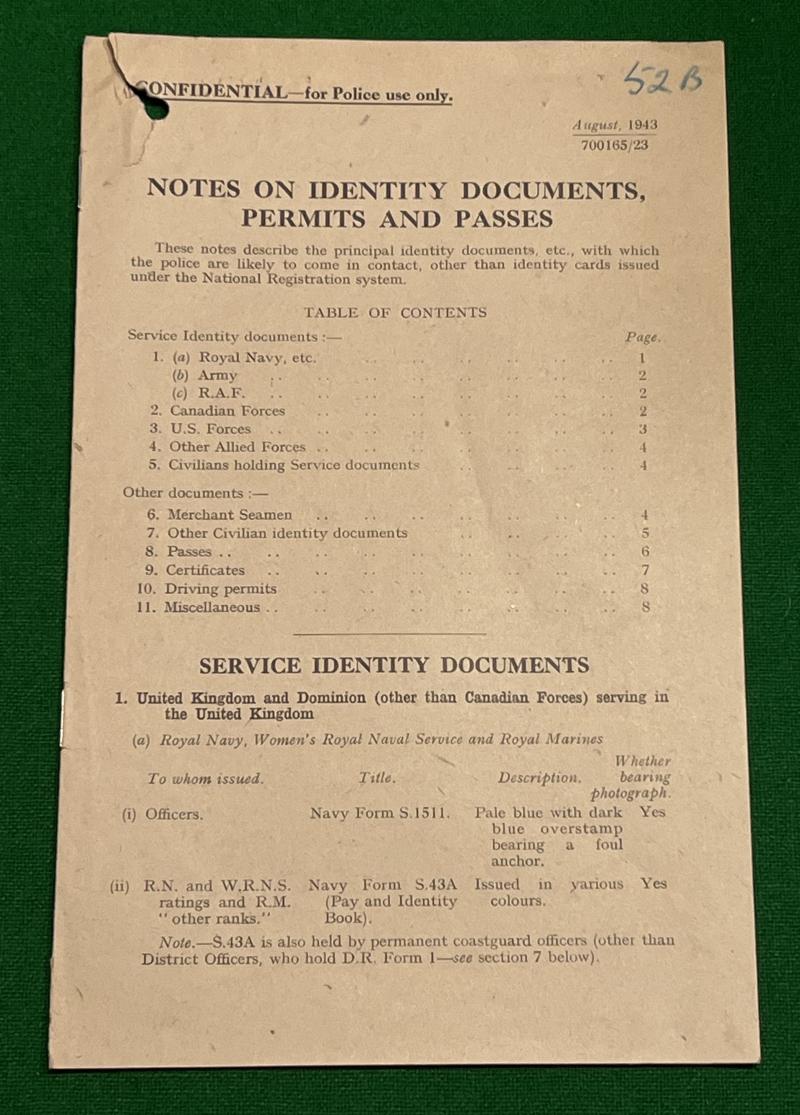 52 B
CONFIDENTIAL—for Police use only.
August, 1943
700165/23
NOTES ON IDENTITY DOCUMENTS,
PERMITS AND PASSES
These notes describe the principal identity documents, etc., with which
the police are likely to come in contact, other than identity cards issued
under the National Registration system.
TABLE OF CONTENTS
Service Identity documents :— Page.
1. (a) Royal Navy, etc. .. .. .. .. .. .. 1
(b) Army .. .. .. .. .. .. .. .. 2
(c) R.A.F. .. .. .. .. .. .. .. .. 2
2. Canadian Forces .. .. .. .. .. .. .. 2
3. U.S. Forces .. .. .. .. .. .. .. .. 3
4. Other Allied Forces .. .. .. .. .. .. .. 4
5. Civilians holding Service documents .. .. .. .. 4
Other documents :—
6. Merchant Seamen .. .. .. .. .. .. .. 4
7. Other Civilian identity documents .. .. .. .. 5
8. Passes .. .. .. .. .. .. .. .. .. 6
9. Certificates .. .. .. .. .. .. .. .. 7
10. Driving permits .. .. .. .. .. .. .. 8
11. Miscellaneous .. .. .. .. .. .. .. .. 8
SERVICE IDENTITY DOCUMENTS
1. United Kingdom and Dominion (other than Canadian Forces) serving in
the United Kingdom
(a) Royal Navy, Women's Royal Naval Service and Royal Marines
Whether
To whom issued. Title. Description. bearing
photograph.
(i) Officers. Navy Form S.1511. Pale blue with dark Yes
blue overstamp
bearing a foul
anchor.
(ii) R.N. and W.R.N.S. Navy Form S.43A Issued in various Yes
ratings and R.M. (Pay and Identity colours.
"other ranks." Book).
Note.—S.43A is also held by permanent coastguard officers (other than
District Officers, who hold D.R. Form 1—see section 7 below).